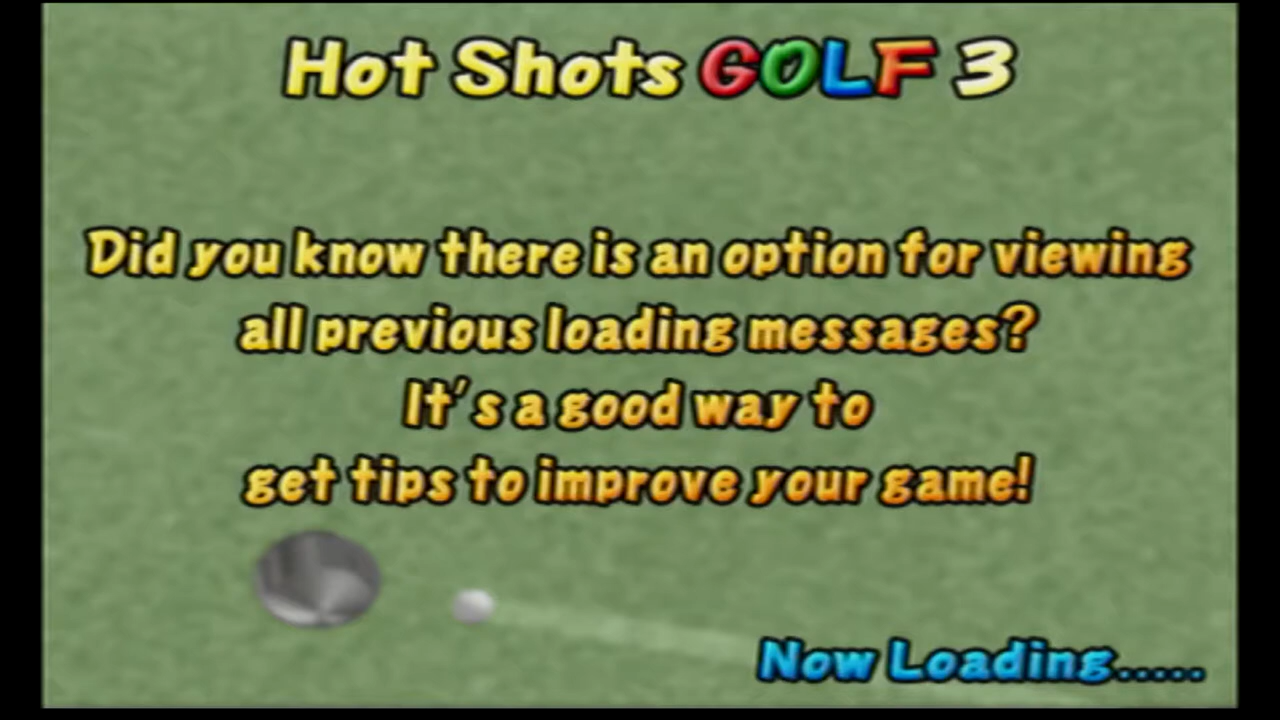 Hot Shots GOLF 3
Did you know there is an option for viewing
all previous loading messages?
It's a good way to
get tips to improve your game!
Now Loading.....